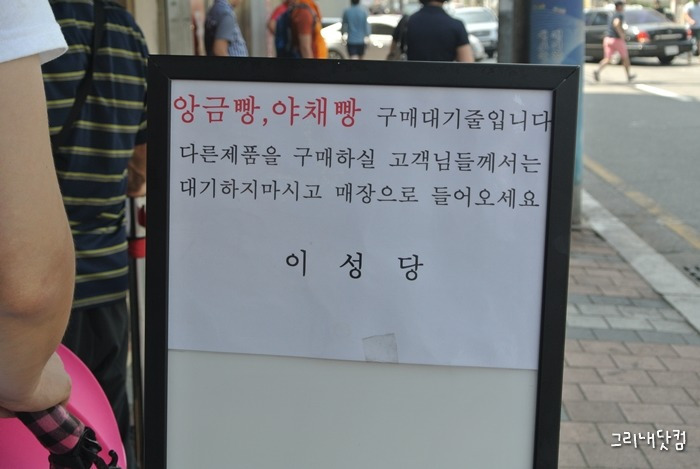 앙금빵,야채빵 구매대기줄입니다
다른제품을 구매하실 고객님들께서는
대기하지마시고 매장으로 들어오세요
이 성 당
그리내닷컴